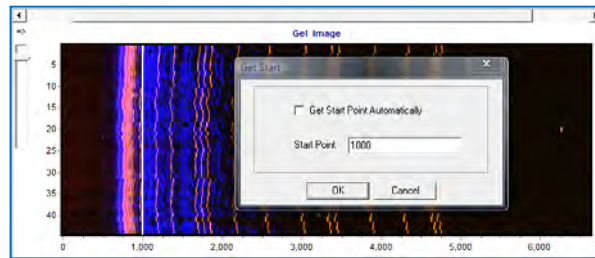 =>
Gel Image
5
10
15
20
25
30
35
40
0 1,000 2,000 3,000 4,000 5,000 6,000
Get Start
Get Start Point Automatically
Start Point 1000
OK Cancel